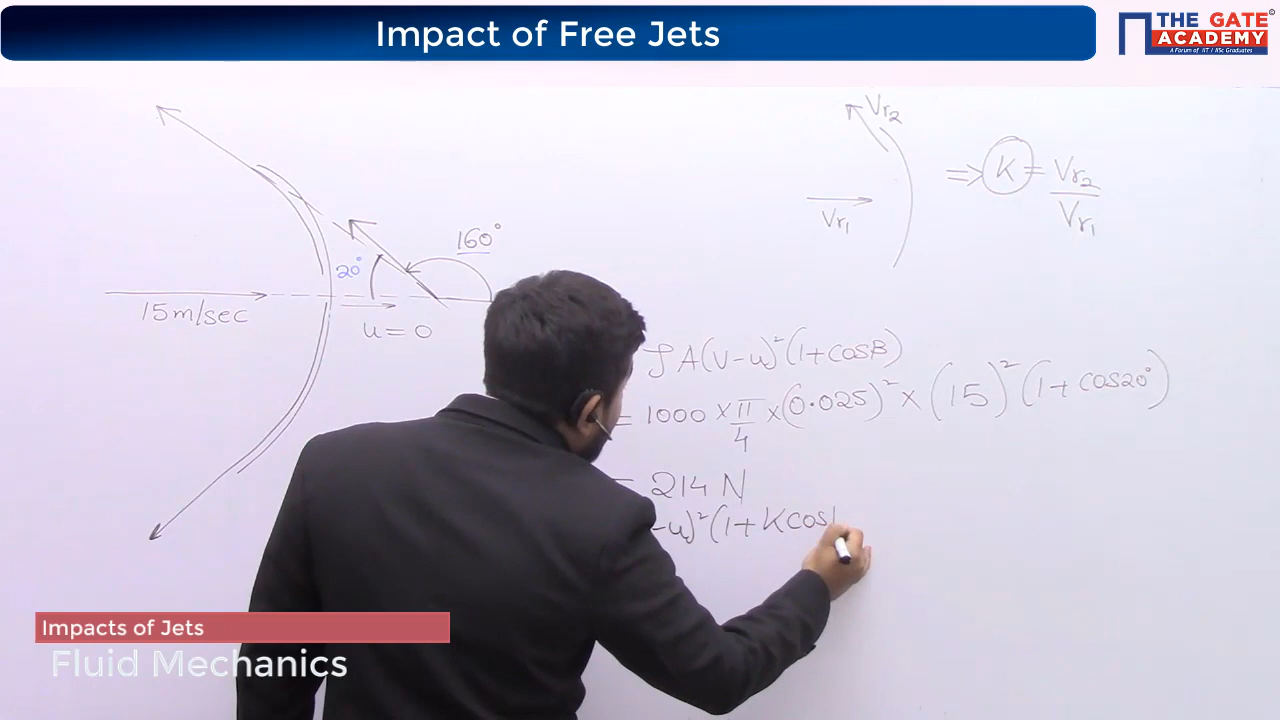 Impact of Free Jets
THE GATE
ACADEMY
A Forum of IIT / IISc Graduates
©
Vr₂
Vr₁
⇒ K = Vr₂
Vr₁
160°
20°
15m/sec
u = 0
ρA(V-u)²(1+cosβ)
= 1000 × π/4 × (0.025)² × (15)² (1+cos20°)
= 214 N
-u)²(1+Kcos
Impacts of Jets
Fluid Mechanics